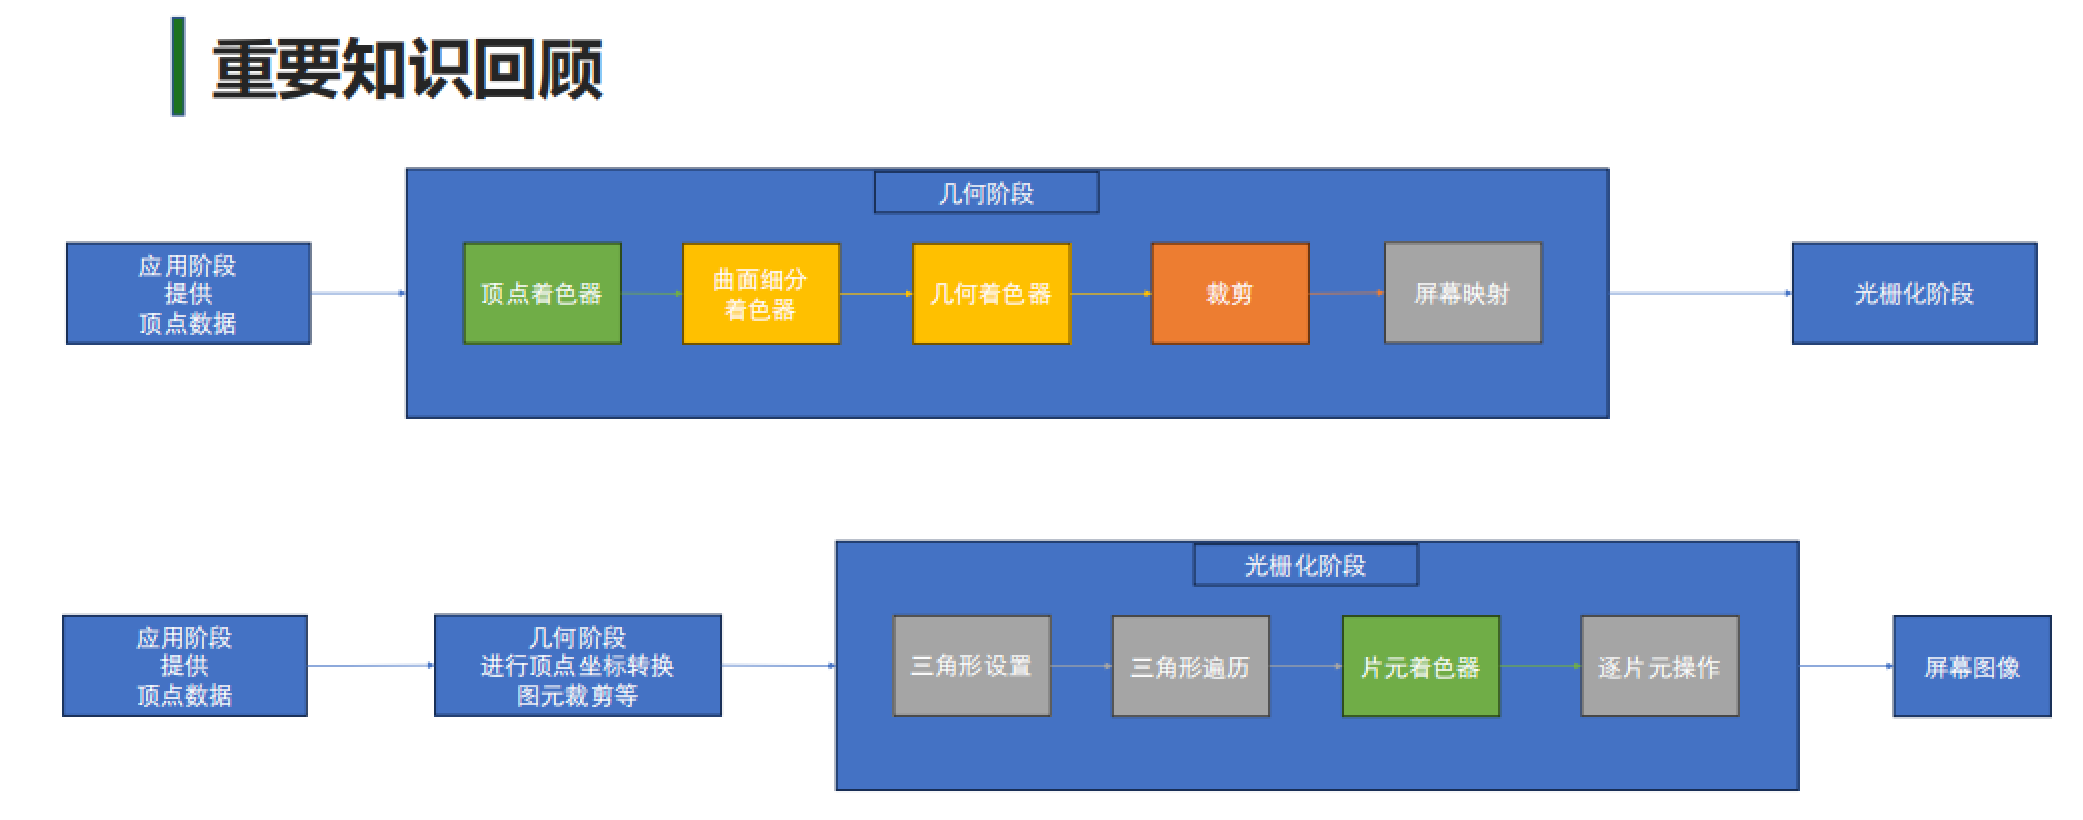 重要知识回顾
几何阶段
应用阶段
提供
顶点数据
顶点着色器
曲面细分
着色器
几何着色器
裁剪
屏幕映射
光栅化阶段
光栅化阶段
应用阶段
提供
顶点数据
几何阶段
进行顶点坐标转换
图元裁剪等
三角形设置
三角形遍历
片元着色器
逐片元操作
屏幕图像